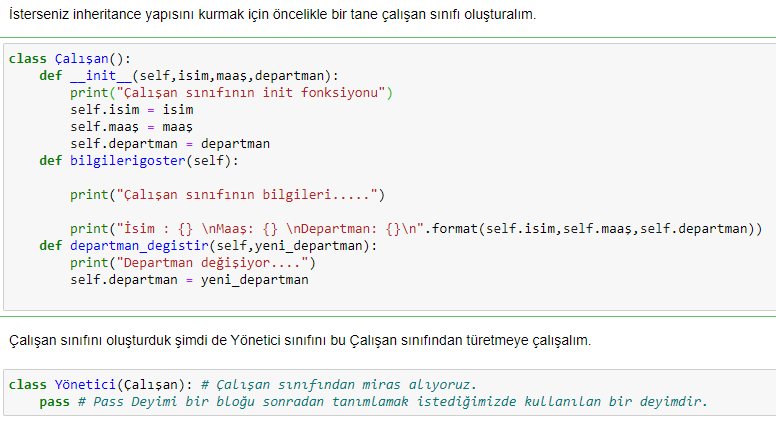 İsterseniz inheritance yapısını kurmak için öncelikle bir tane çalışan sınıfı oluşturalım.
class Çalışan():
    def __init__(self,isim,maaş,departman):
        print("Çalışan sınıfının init fonksiyonu")
        self.isim = isim
        self.maaş = maaş
        self.departman = departman
    def bilgilerigoster(self):
        print("Çalışan sınıfının bilgileri.....")
        print("İsim : {} \nMaaş: {} \nDepartman: {}\n".format(self.isim,self.maaş,self.departman))
    def departman_degistir(self,yeni_departman):
        print("Departman değişiyor....")
        self.departman = yeni_departman
Çalışan sınıfını oluşturduk şimdi de Yönetici sınıfını bu Çalışan sınıfından türetmeye çalışalım.
class Yönetici(Çalışan): # Çalışan sınıfından miras alıyoruz.
    pass # Pass Deyimi bir bloğu sonradan tanımlamak istediğimizde kullanılan bir deyimdir.